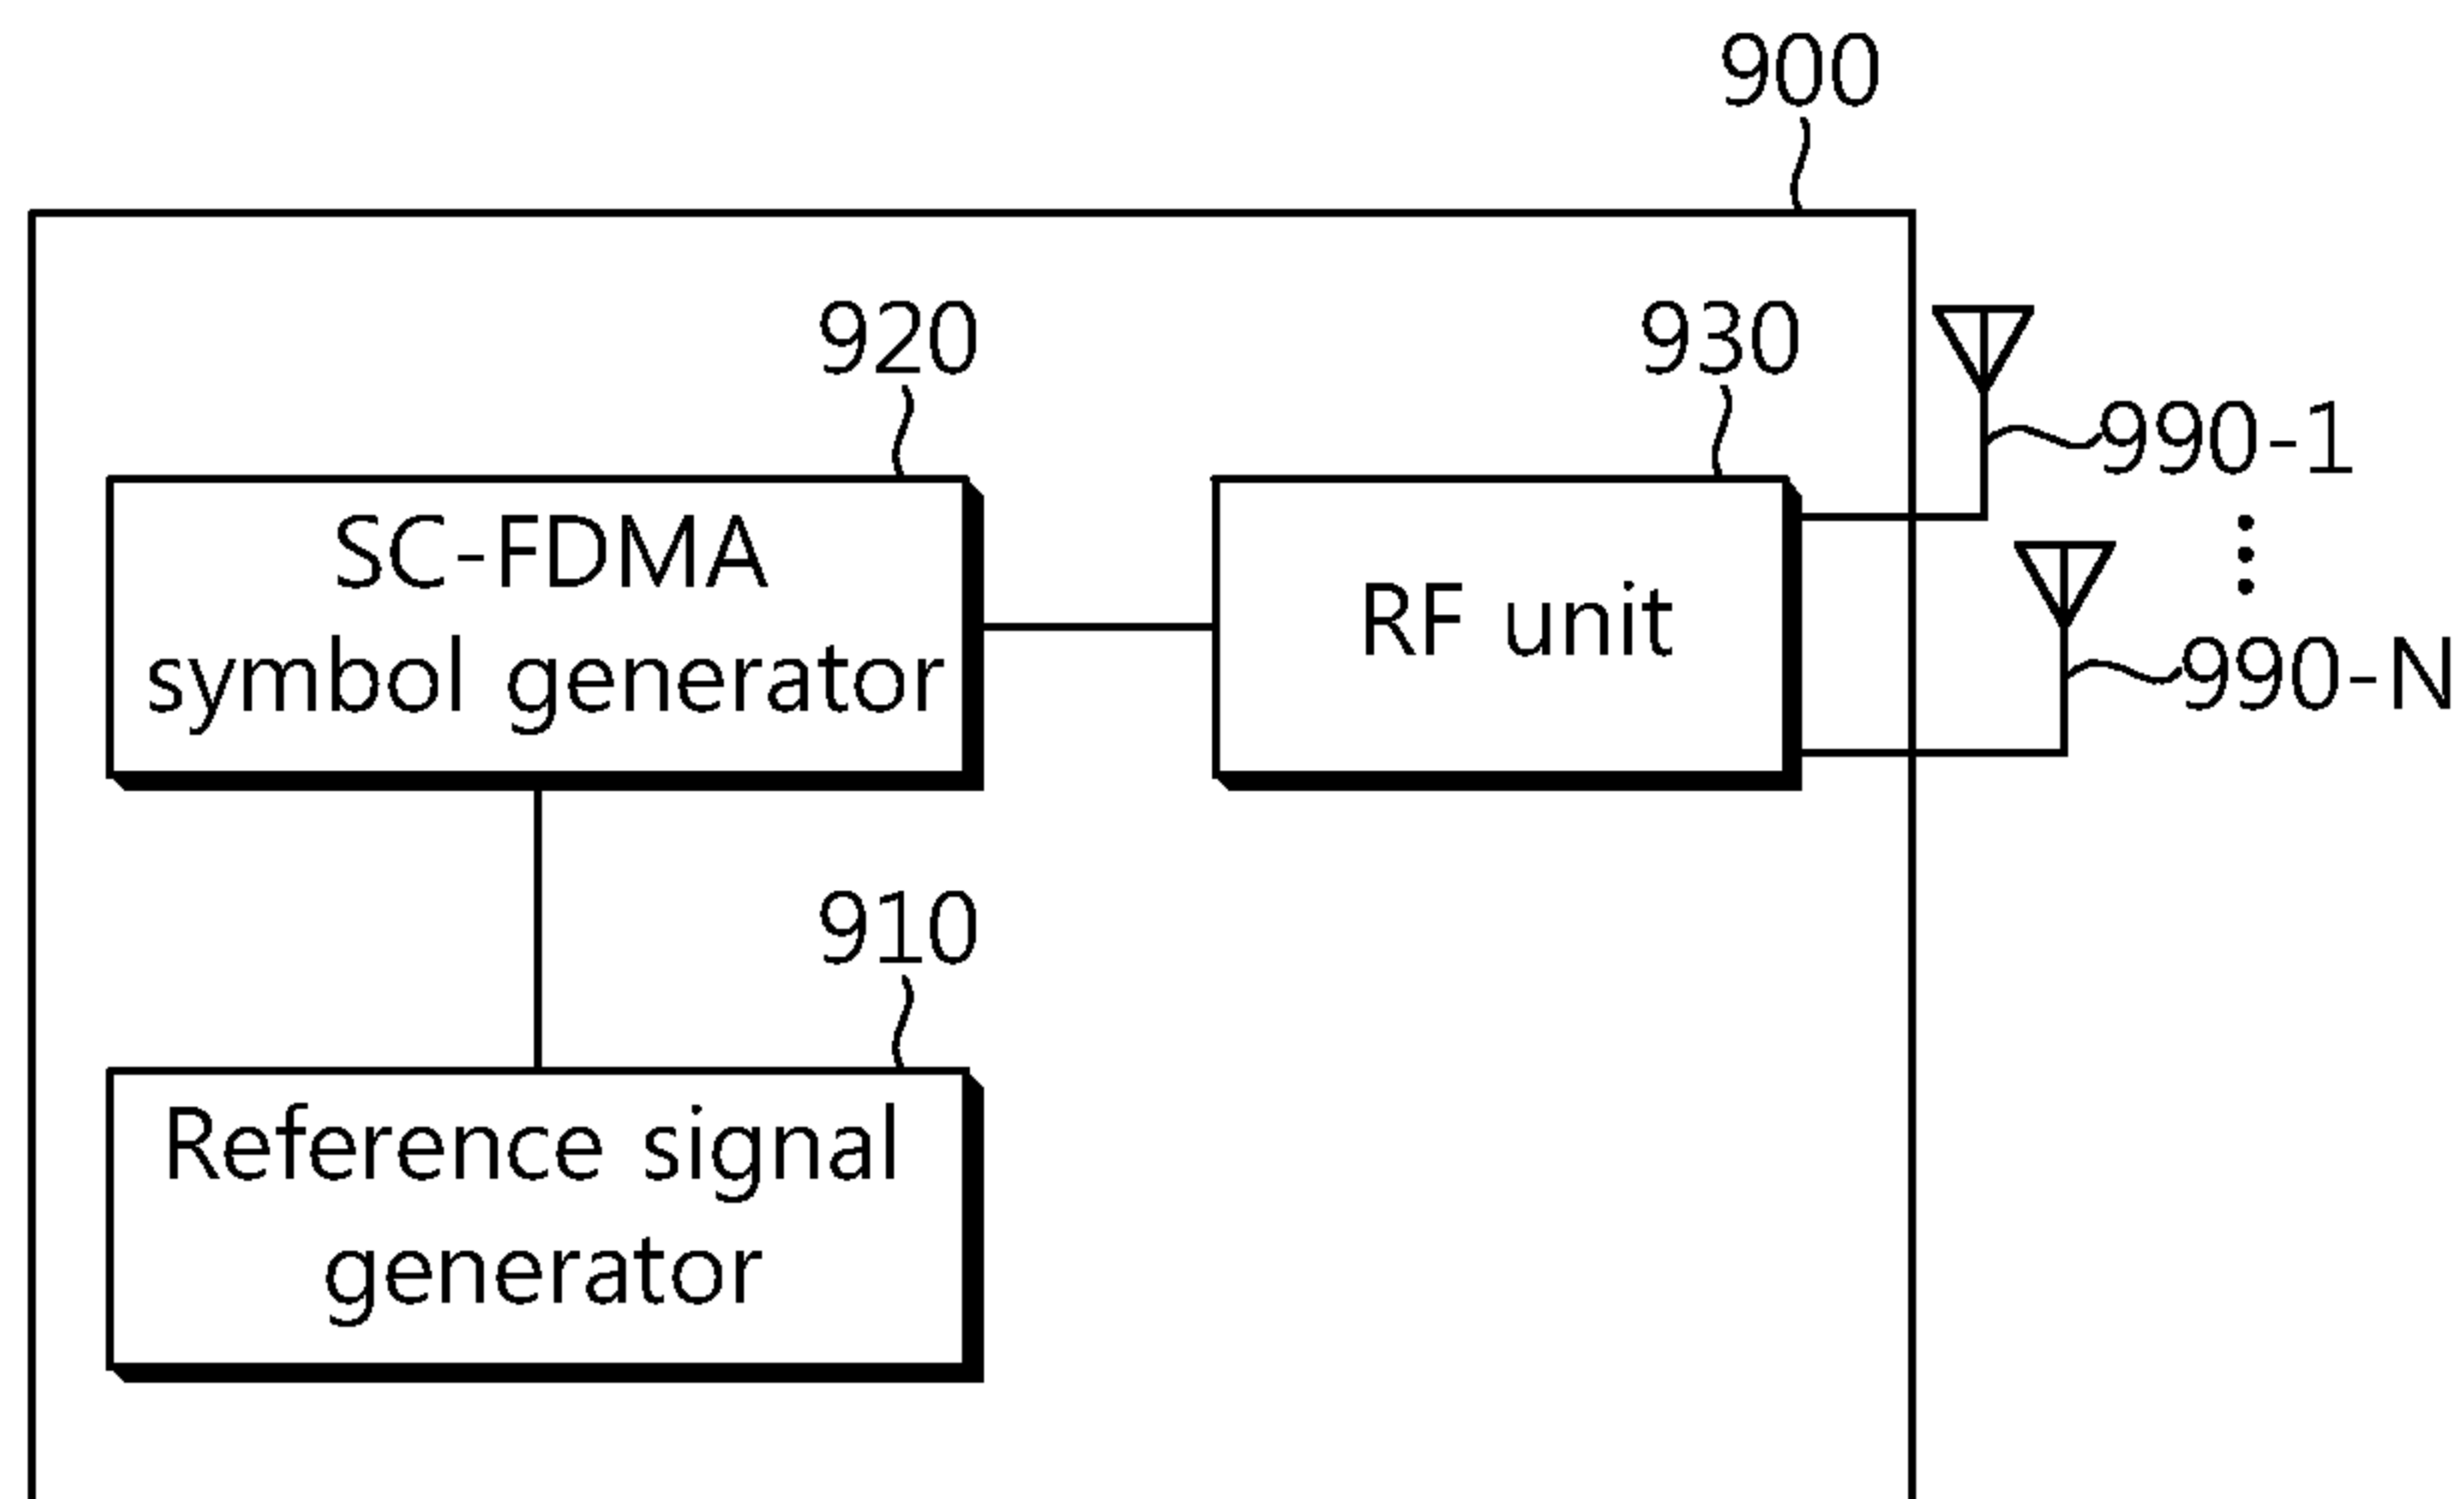 900
920
930
990-1
SC-FDMA
symbol generator
RF unit
990-N
910
Reference signal
generator